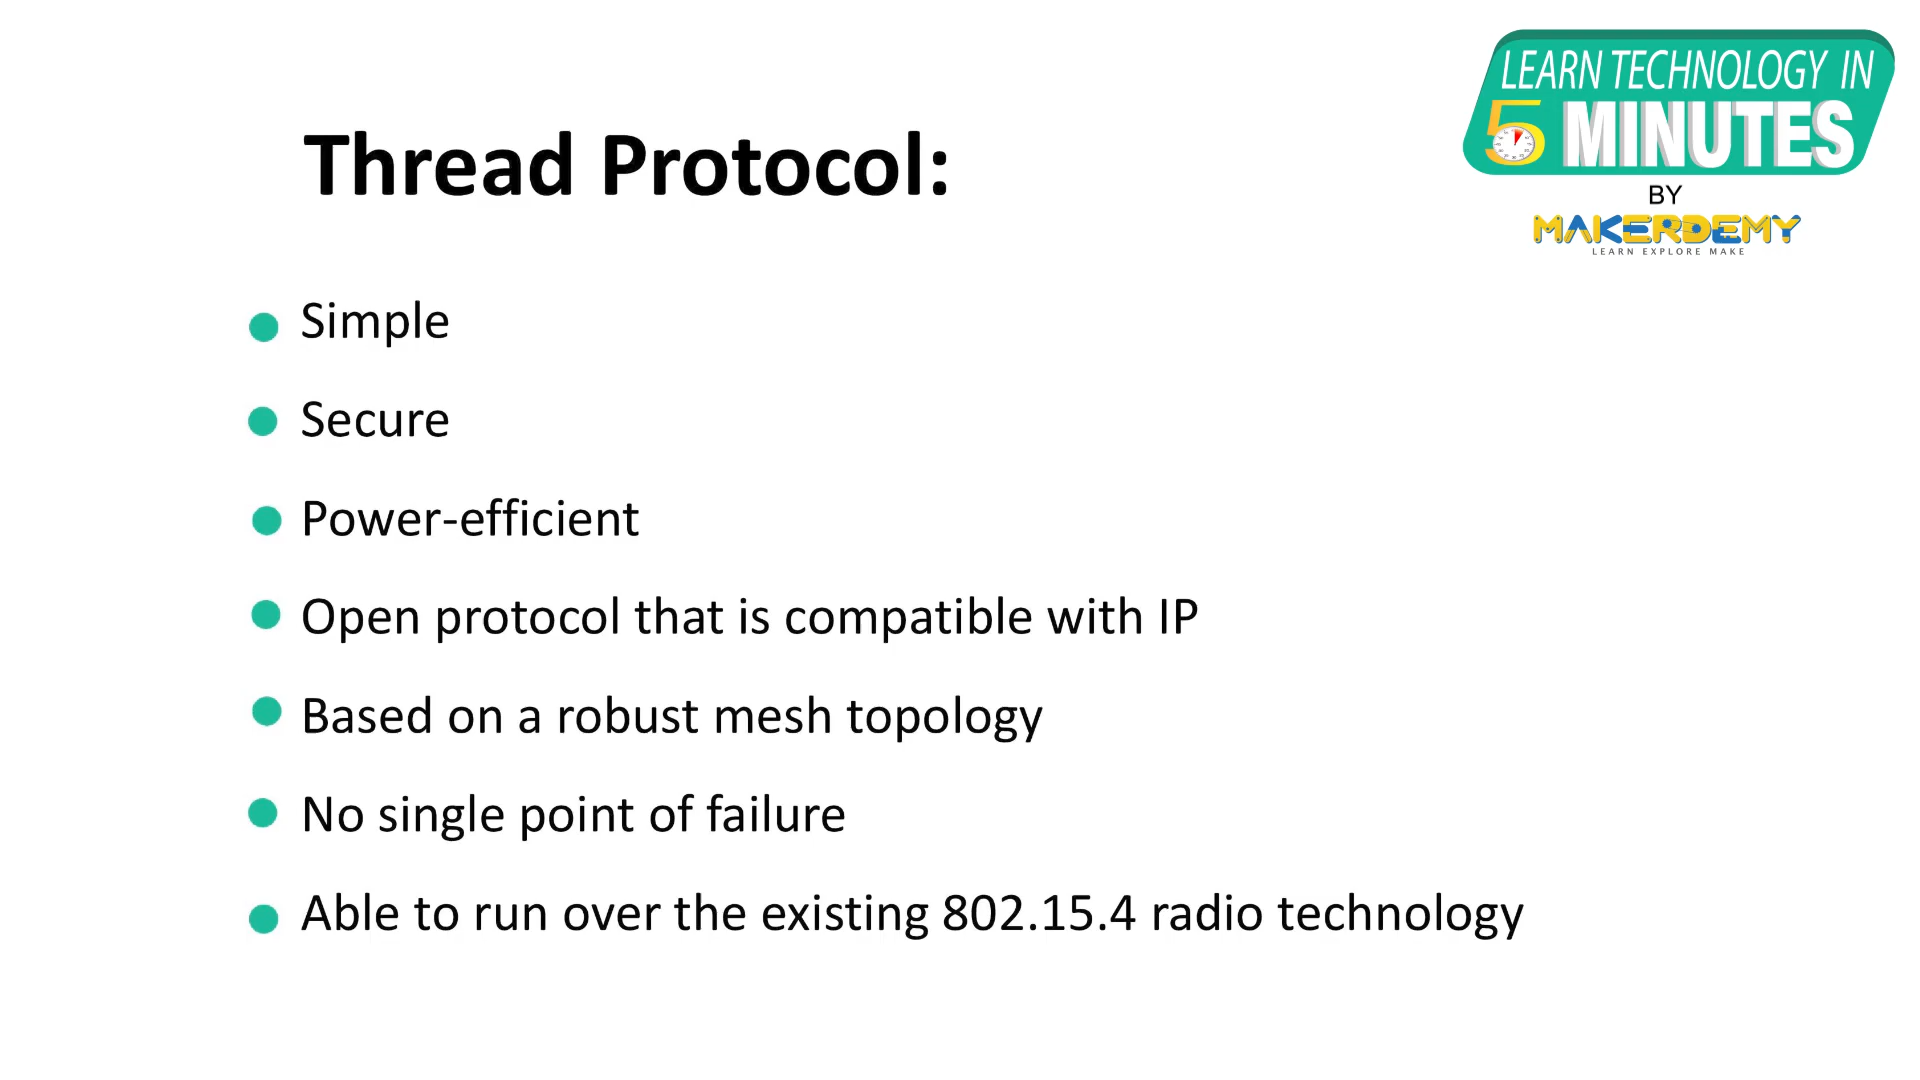 LEARN TECHNOLOGY IN
5 MINUTES
BY
MAKERDEMY
LEARN EXPLORE MAKE
Thread Protocol:
Simple
Secure
Power-efficient
Open protocol that is compatible with IP
Based on a robust mesh topology
No single point of failure
Able to run over the existing 802.15.4 radio technology